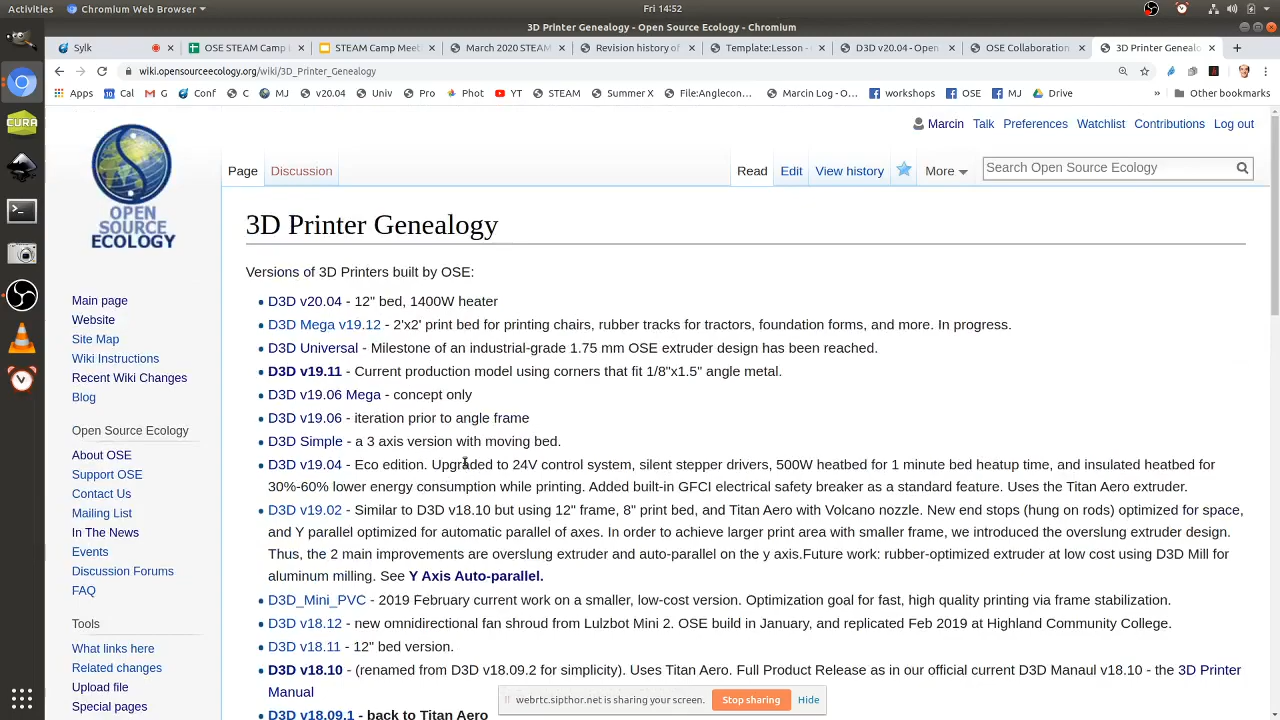 Activities
Chromium Web Browser
Fri 14:52
3D Printer Genealogy - Open Source Ecology - Chromium
Sylk
OSE STEAM Camp
STEAM Camp Mee
March 2020 STEAM
Revision history of
Template:Lesson -
D3D v20.04 - Open
OSE Collaboration
3D Printer Genealo
wiki.opensourceecology.org/wiki/3D_Printer_Genealogy
Apps
Cal
G
Conf
C
MJ
v20.04
Univ
Pro
Phot
YT
STEAM
Summer X
File:Anglecon...
Marcin Log - O...
workshops
OSE
MJ
Drive
»
Other bookmarks
CURA
OPEN
SOURCE
ECOLOGY
Marcin
Talk
Preferences
Watchlist
Contributions
Log out
Page
Discussion
Read
Edit
View history
More
Search Open Source Ecology
Main page
Website
Site Map
Wiki Instructions
Recent Wiki Changes
Blog
Open Source Ecology
About OSE
Support OSE
Contact Us
Mailing List
In The News
Events
Discussion Forums
FAQ
Tools
What links here
Related changes
Upload file
Special pages
3D Printer Genealogy
Versions of 3D Printers built by OSE:
D3D v20.04 - 12" bed, 1400W heater
D3D Mega v19.12 - 2'x2' print bed for printing chairs, rubber tracks for tractors, foundation forms, and more. In progress.
D3D Universal - Milestone of an industrial-grade 1.75 mm OSE extruder design has been reached.
D3D v19.11 - Current production model using corners that fit 1/8"x1.5" angle metal.
D3D v19.06 Mega - concept only
D3D v19.06 - iteration prior to angle frame
D3D Simple - a 3 axis version with moving bed.
D3D v19.04 - Eco edition. Upgraded to 24V control system, silent stepper drivers, 500W heatbed for 1 minute bed heatup time, and insulated heatbed for
30%-60% lower energy consumption while printing. Added built-in GFCI electrical safety breaker as a standard feature. Uses the Titan Aero extruder.
D3D v19.02 - Similar to D3D v18.10 but using 12" frame, 8" print bed, and Titan Aero with Volcano nozzle. New end stops (hung on rods) optimized for space,
and Y parallel optimized for automatic parallel of axes. In order to achieve larger print area with smaller frame, we introduced the overslung extruder design.
Thus, the 2 main improvements are overslung extruder and auto-parallel on the y axis.Future work: rubber-optimized extruder at low cost using D3D Mill for
aluminum milling. See Y Axis Auto-parallel.
D3D_Mini_PVC - 2019 February current work on a smaller, low-cost version. Optimization goal for fast, high quality printing via frame stabilization.
D3D v18.12 - new omnidirectional fan shroud from Lulzbot Mini 2. OSE build in January, and replicated Feb 2019 at Highland Community College.
D3D v18.11 - 12" bed version.
D3D v18.10 - (renamed from D3D v18.09.2 for simplicity). Uses Titan Aero. Full Product Release as in our official current D3D Manaul v18.10 - the 3D Printer
Manual
D3D v18.09.1 - back to Titan Aero
webrtc.sipthor.net is sharing your screen.
Stop sharing
Hide